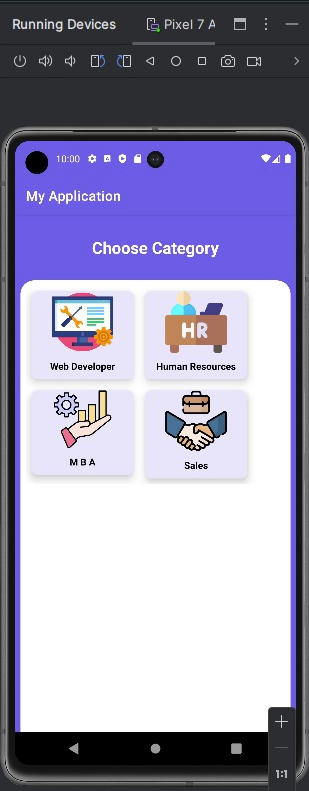 Running Devices
Pixel 7 A
10:00
My Application
Choose Category
Web Developer
HR
Human Resources
M B A
Sales
1:1